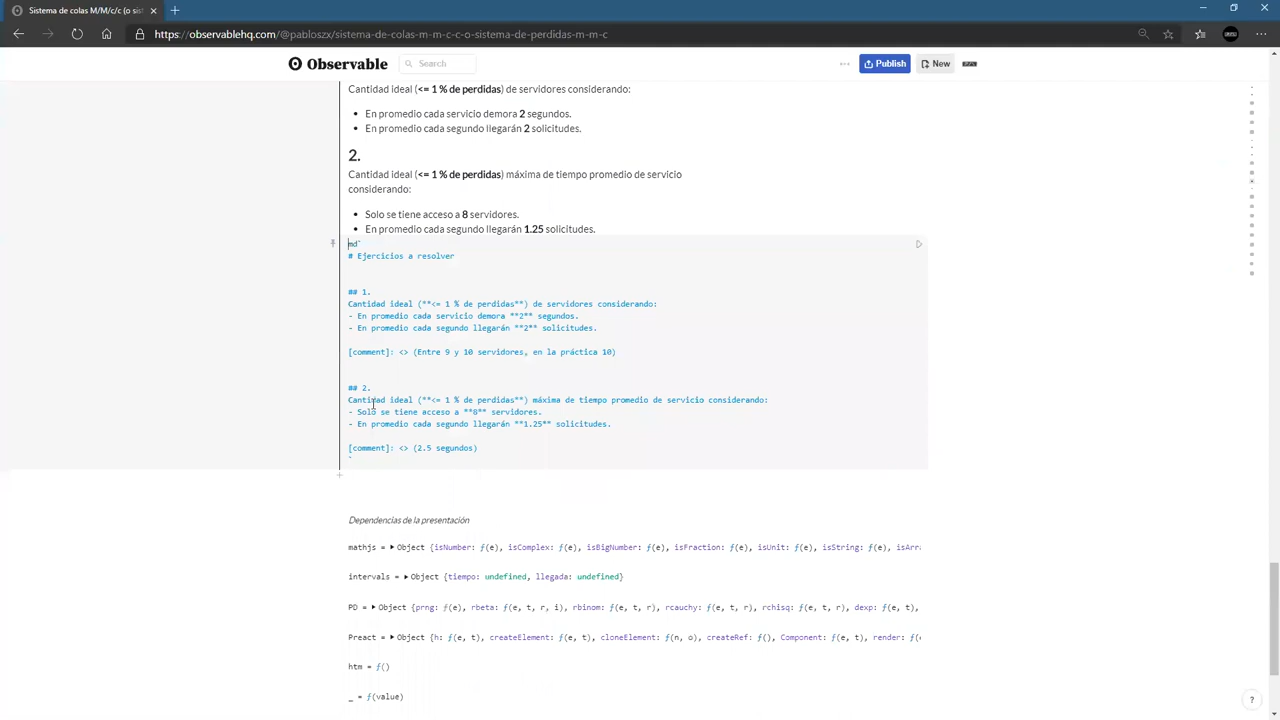 Sistema de colas M/M/c/c (o sist
https://observablehq.com/@pabloszx/sistema-de-colas-m-m-c-c-o-sistema-de-perdidas-m-m-c
Observable
Search
Publish
New
Cantidad ideal (<= 1 % de perdidas) de servidores considerando:
• En promedio cada servicio demora 2 segundos.
• En promedio cada segundo llegarán 2 solicitudes.
2.
Cantidad ideal (<= 1 % de perdidas) máxima de tiempo promedio de servicio
considerando:
• Solo se tiene acceso a 8 servidores.
• En promedio cada segundo llegarán 1.25 solicitudes.
md`
# Ejercicios a resolver
## 1.
Cantidad ideal (**<= 1 % de perdidas**) de servidores considerando:
- En promedio cada servicio demora **2** segundos.
- En promedio cada segundo llegarán **2** solicitudes.
[comment]: <> (Entre 9 y 10 servidores, en la práctica 10)
## 2.
Cantidad ideal (**<= 1 % de perdidas**) máxima de tiempo promedio de servicio considerando:
- Solo se tiene acceso a **8** servidores.
- En promedio cada segundo llegarán **1.25** solicitudes.
[comment]: <> (2.5 segundos)
`
Dependencias de la presentación
mathjs = ▸Object {isNumber: ƒ(e), isComplex: ƒ(e), isBigNumber: ƒ(e), isFraction: ƒ(e), isUnit: ƒ(e), isString: ƒ(e), isArr
intervals = ▸Object {tiempo: undefined, llegada: undefined}
PD = ▸Object {prng: ƒ(e), rbeta: ƒ(e, t, r, i), rbinom: ƒ(e, t, r), rcauchy: ƒ(e, t, r), rchisq: ƒ(e, t, r), dexp: ƒ(e, t),
Preact = ▸Object {h: ƒ(e, t), createElement: ƒ(e, t), cloneElement: ƒ(n, o), createRef: ƒ(), Component: ƒ(e, t), render: ƒ(
htm = ƒ()
_ = ƒ(value)
?